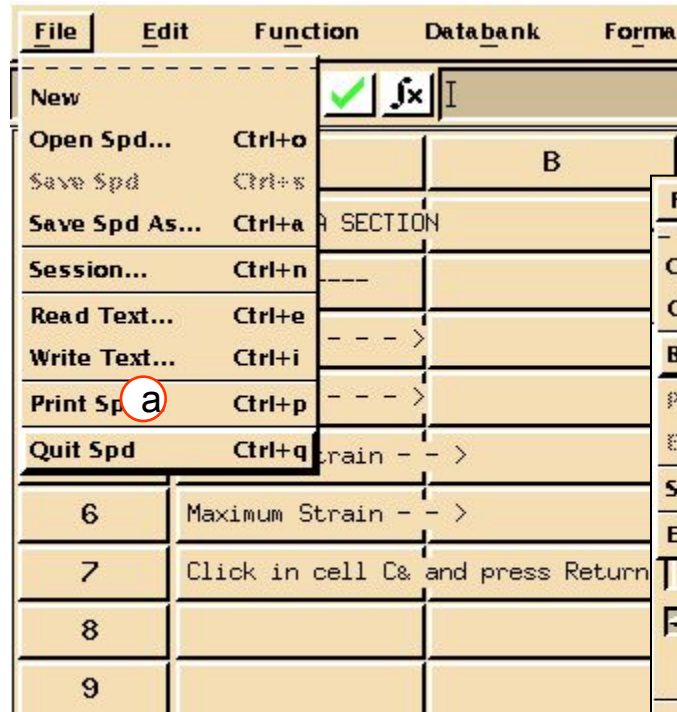 File Edit Function Databank Forma
fx
New
Open Spd... Ctrl+o
B
Save Spd Ctrl+s
Save Spd As... Ctrl+a A SECTION
Session... Ctrl+n ----
Read Text... Ctrl+e
- - - >
Write Text... Ctrl+i
Print Sp a Ctrl+p - - - >
Quit Spd Ctrl+q train - - >
6 Maximum Strain - - >
7 Click in cell C& and press Return
8
9